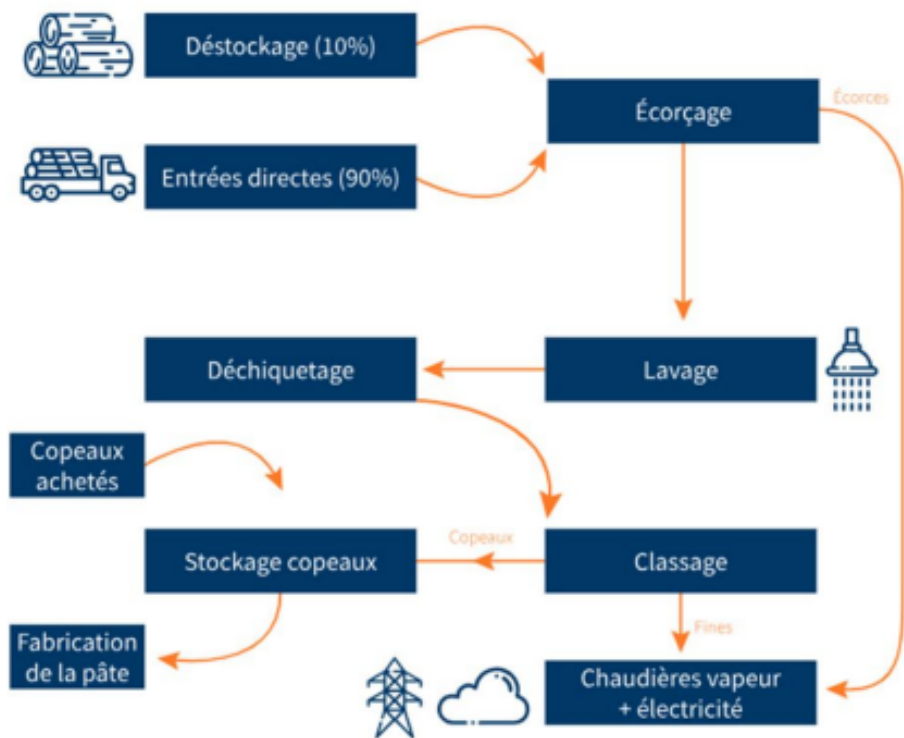 Déstockage (10%)
Écorçage
Écorces
Entrées directes (90%)
Déchiquetage
Lavage
Copeaux
achetés
Stockage copeaux
Copeaux
Classage
Fines
Fabrication
de la pâte
Chaudières vapeur
+ électricité